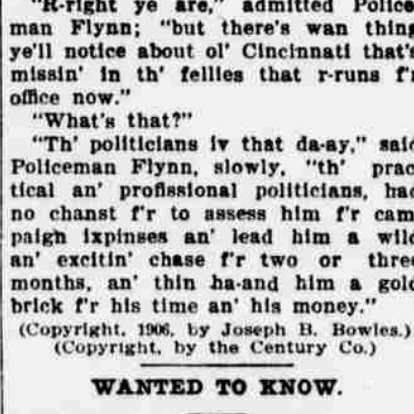 "R-right ye are," admitted Police-
man Flynn; "but there's wan thing
ye'll notice about ol' Cincinnati that's
missin' in th' fellies that r-runs f'r
office now."
"What's that?"
"Th' politicians iv that da-ay," said
Policeman Flynn, slowly, "th' prac-
tical an' profissional politicians, had
no chanst f'r to assess him f'r cam-
paign ixpinses an' lead him a wild
an' excitin' chase f'r two or three
months, an' thin ha-and him a gold
brick f'r his time an' his money."
(Copyright, 1906, by Joseph B. Bowles.)
(Copyright, by the Century Co.)
WANTED TO KNOW.